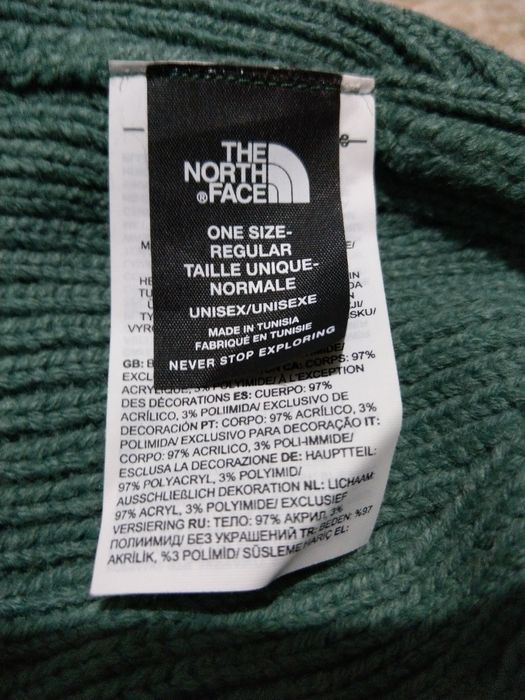 THE
NORTH
FACE
®
ONE SIZE-
REGULAR
TAILLE UNIQUE-
NORMALE
UNISEX/UNISEXE
MADE IN TUNISIA
FABRIQUÉ EN TUNISIE
NEVER STOP EXPLORING
GB:
EXCL CORPS: 97%
ACRYLIQUE, 3% POLYIMIDE/ À L'EXCEPTION
DES DÉCORATIONS ES: CUERPO: 97%
ACRÍLICO, 3% POLIIMIDA/ EXCLUSIVO DE
DECORACIÓN PT: CORPO: 97% ACRÍLICO, 3%
POLIMIDA/ EXCLUSIVO PARA DECORAÇÃO IT:
CORPO: 97% ACRILICO, 3% POLI-IMMIDE/
ESCLUSA LA DECORAZIONE DE: HAUPTTEIL:
97% POLYACRYL, 3% POLYIMID/
AUSSCHLIEßLICH DEKORATION NL: LICHAAM:
97% ACRYL, 3% POLYIMIDE/ EXCLUSIEF
VERSIERING RU: ТЕЛО: 97% АКРИЛ, 3%
ПОЛИИМИД/ БЕЗ УКРАШЕНИЙ TR: BEDEN: %97
AKRİLİK, %3 POLİMİD/ SÜSLEME HARİÇ EL: